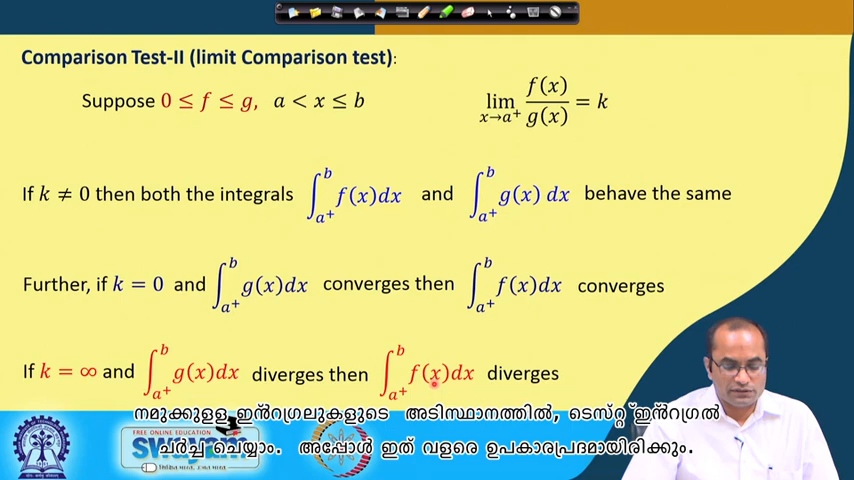 Comparison Test-II (limit Comparison test):
Suppose 0 ≤ f ≤ g, a < x ≤ b lim x→a⁺ f(x)/g(x) = k
If k ≠ 0 then both the integrals ∫_{a⁺}^{b} f(x)dx and ∫_{a⁺}^{b} g(x) dx behave the same
Further, if k = 0 and ∫_{a⁺}^{b} g(x)dx converges then ∫_{a⁺}^{b} f(x)dx converges
If k = ∞ and ∫_{a⁺}^{b} g(x)dx diverges then ∫_{a⁺}^{b} f(x)dx diverges
നമുക്കുള്ള ഇൻറഗ്രലുകളുടെ അടിസ്ഥാനത്തിൽ, ടെസ്റ്റ് ഇൻറഗ്രൽ
ചർച്ച ചെയ്യാം. അപ്പോൾ ഇത് വളരെ ഉപകാരപ്രദമായിരിക്കും.
FREE ONLINE EDUCATION
swayam